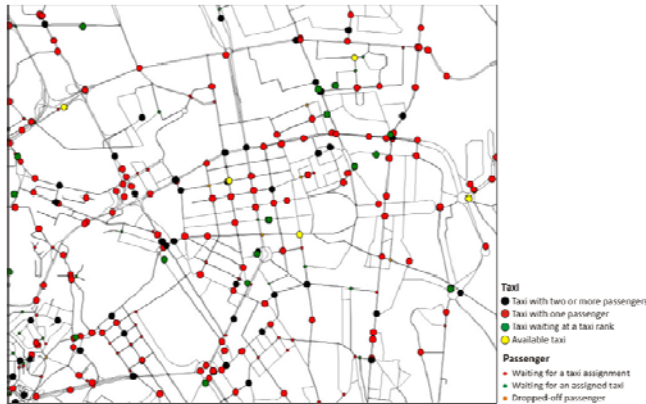 Taxi
Taxi with two or more passengers
Taxi with one passenger
Taxi waiting at a taxi rank
Available taxi
Passenger
Waiting for a taxi assignment
Waiting for an assigned taxi
Dropped-off passenger